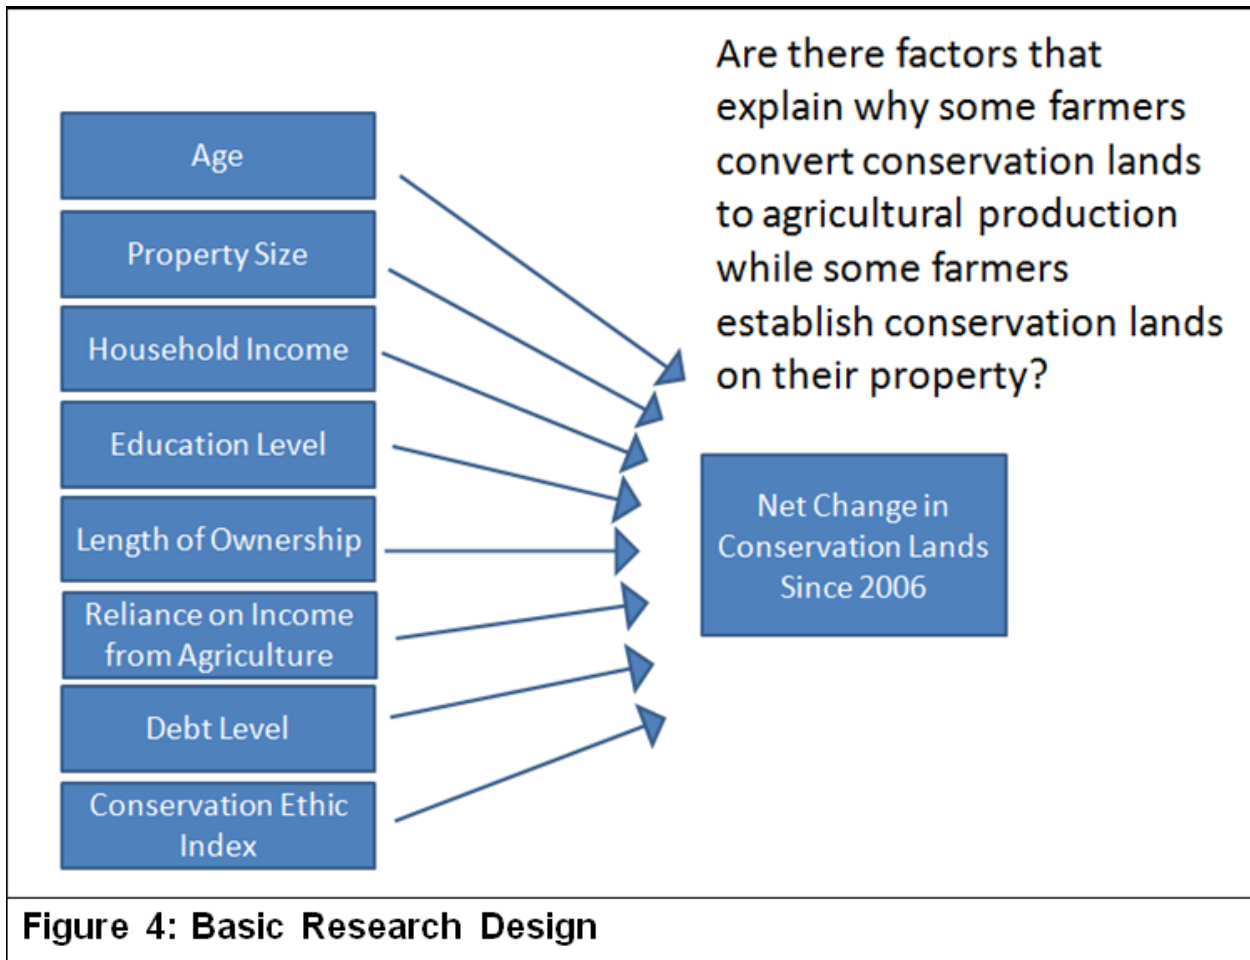 Are there factors that
explain why some farmers
convert conservation lands
to agricultural production
while some farmers
establish conservation lands
on their property?
Age
Property Size
Household Income
Education Level
Length of Ownership
Reliance on Income
from Agriculture
Debt Level
Conservation Ethic
Index
Net Change in
Conservation Lands
Since 2006
Figure 4: Basic Research Design